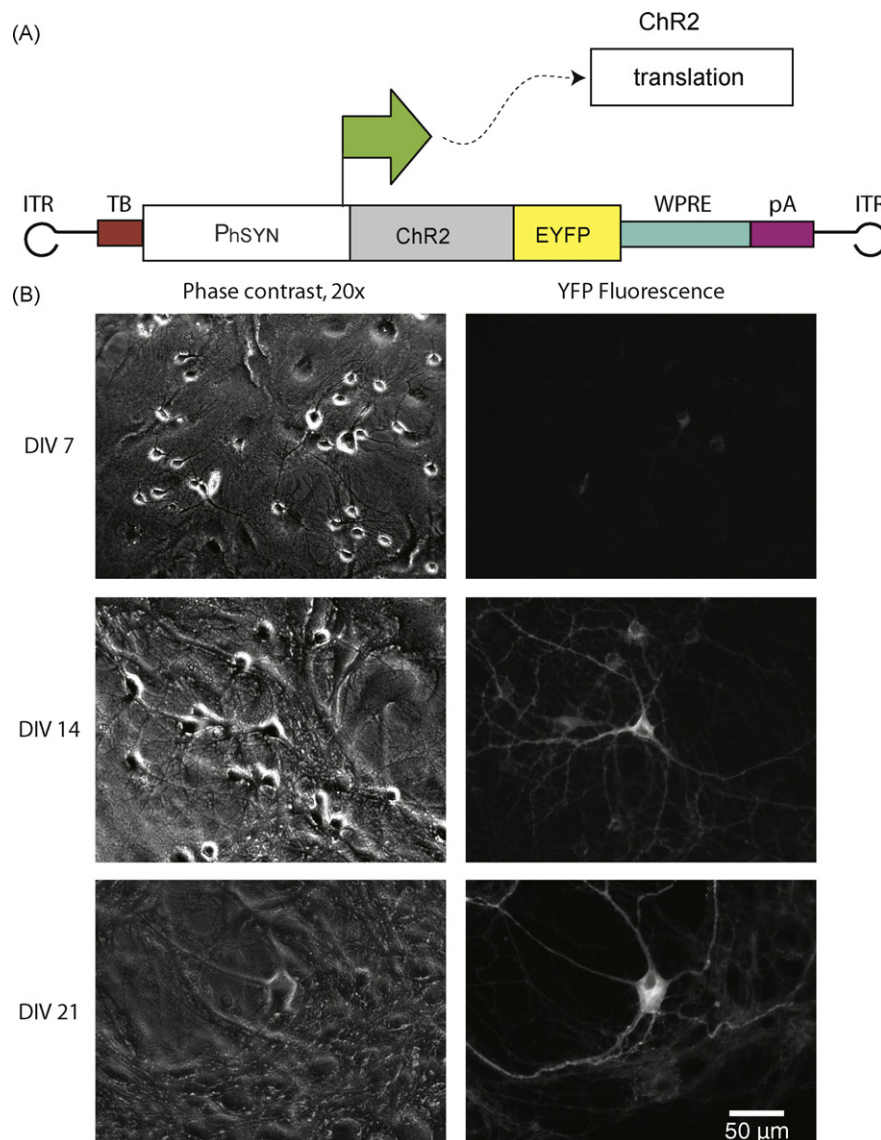 (A)
ChR2
translation
ITR
TB
PhSYN
ChR2
EYFP
WPRE
pA
ITR
(B)
Phase contrast, 20x
YFP Fluorescence
DIV 7
DIV 14
DIV 21
50 µm